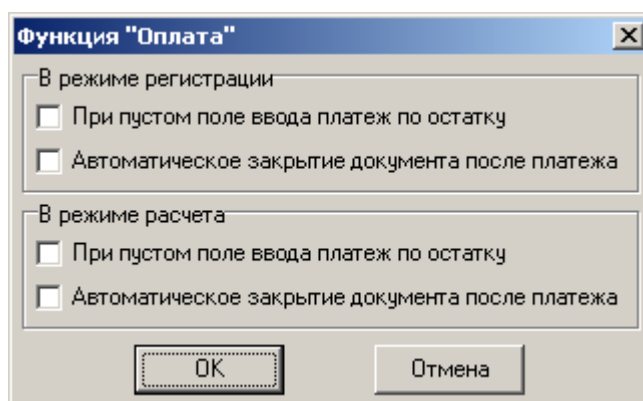 Функция "Оплата"
В режиме регистрации
При пустом поле ввода платеж по остатку
Автоматическое закрытие документа после платежа
В режиме расчета
При пустом поле ввода платеж по остатку
Автоматическое закрытие документа после платежа
OK
Отмена